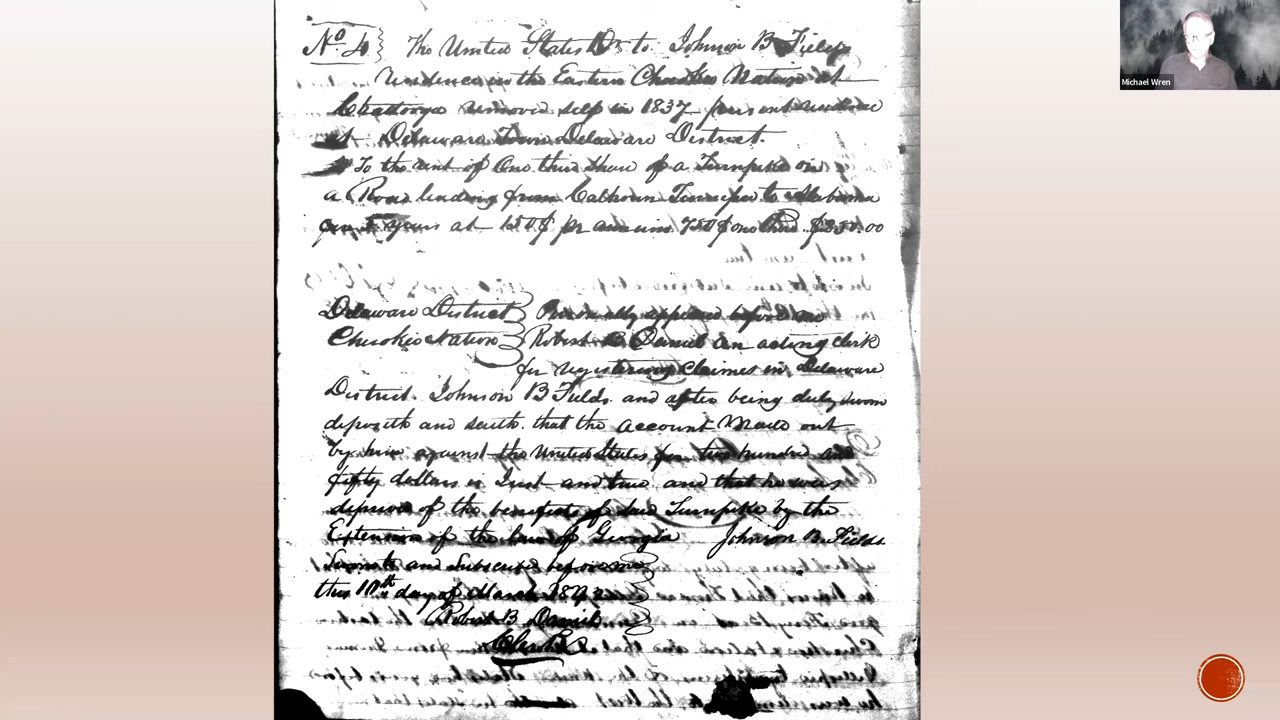 No 4 The United States Dr to Johnson B Fields
residence in the Eastern Cherokee Nation at
Chattooga removed self in 1837 present residence
at Delaware Town Delaware District.
To the rent of One third share of a Turnpike on
a Road leading from Calhoun to Alabama
for 5 years at 150$ pr annum 750$ one third $250.00
Delaware District Personally appeared before me
Cherokee Nation Robert B Daniel an acting clerk
for registering claimes in Delaware
District. Johnson B Fields. and after being duly sworn
deposeth and saith. that the account made out
by him against the United States for two hundred and
fifty dollars is Just and true and that he was
deprived of the benefits of said Turnpike by the
Extension of the laws of Georgia Johnson B. Fields
Swornto and Subscribed before me
this 10th day of March 1842
Robert B Daniel
Clerk
Michael Wren